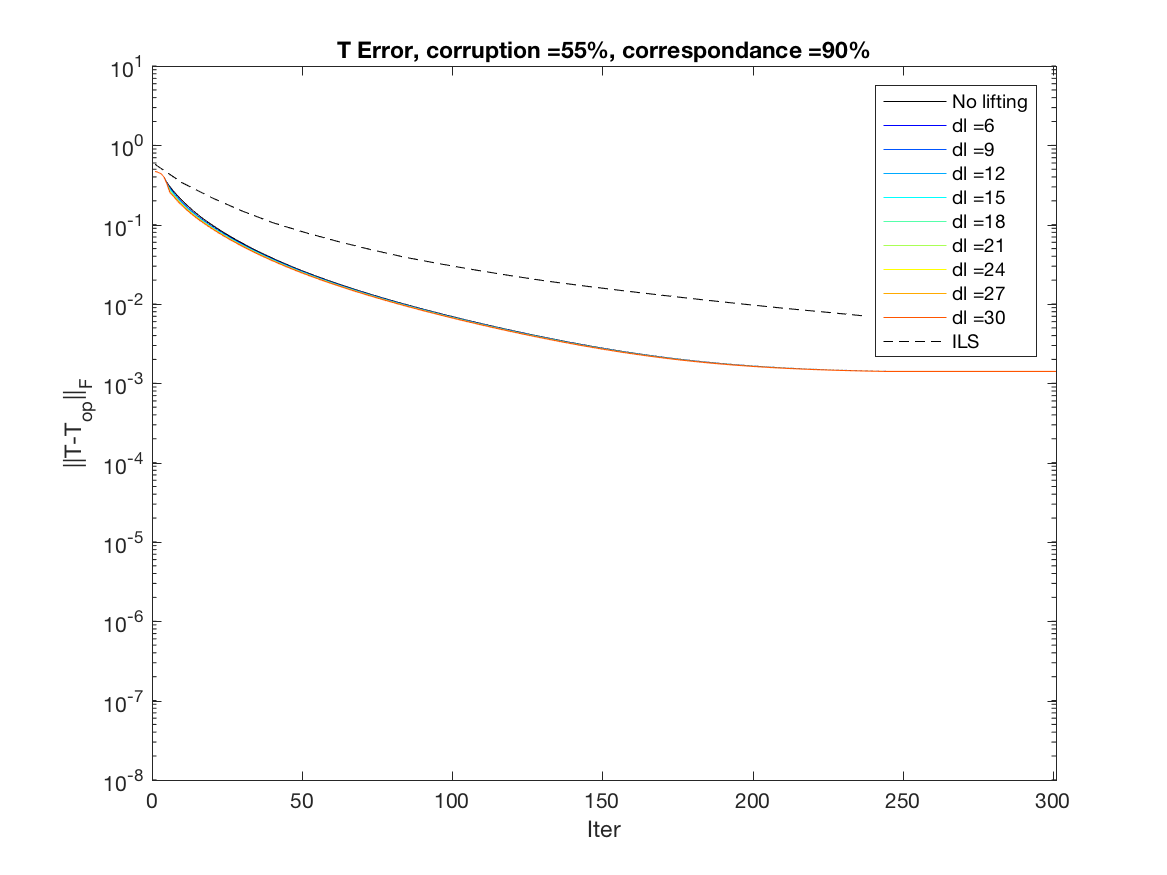 T Error, corruption =55%, correspondance =90%
10^1
10^0
10^-1
10^-2
10^-3
10^-4
10^-5
10^-6
10^-7
10^-8
||T-T_op||_F
No lifting
dl =6
dl =9
dl =12
dl =15
dl =18
dl =21
dl =24
dl =27
dl =30
ILS
0 50 100 150 200 250 300
Iter